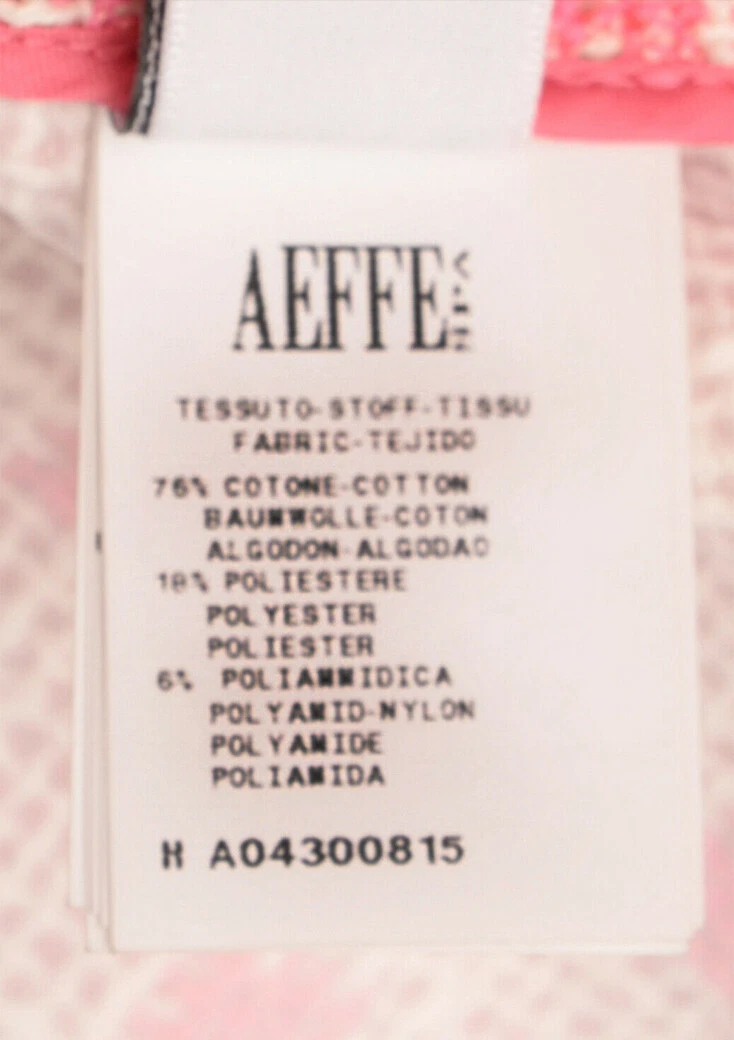 AEFFE SPA
TESSUTO-STOFF-TISSU
FABRIC-TEJIDO
76% COTONE-COTTON
BAUMWOLLE-COTON
ALGODON-ALGODAO
18% POLIESTERE
POLYESTER
POLIESTER
6% POLIAMMIDICA
POLYAMID-NYLON
POLYAMIDE
POLIAMIDA
H A04300815